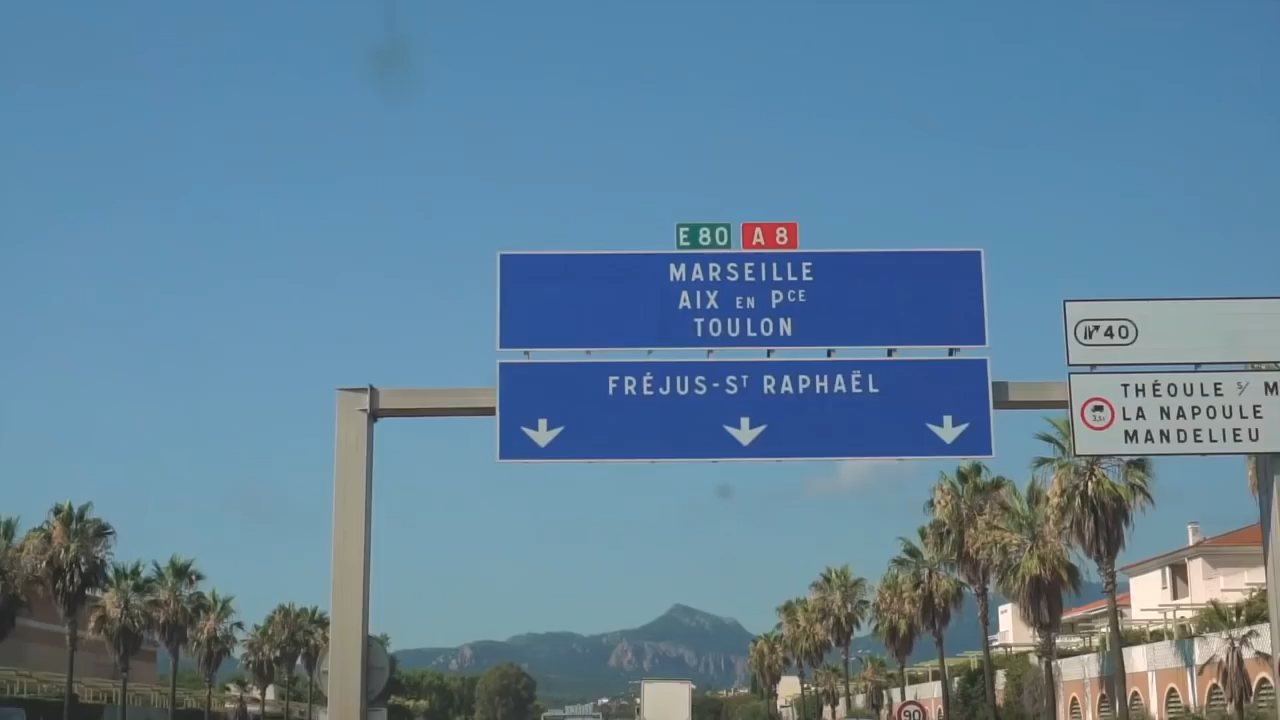 E 80 A 8
MARSEILLE
AIX EN PCE
TOULON
FRÉJUS-ST RAPHAËL
40
THÉOULE S/ M
LA NAPOULE
MANDELIEU
90